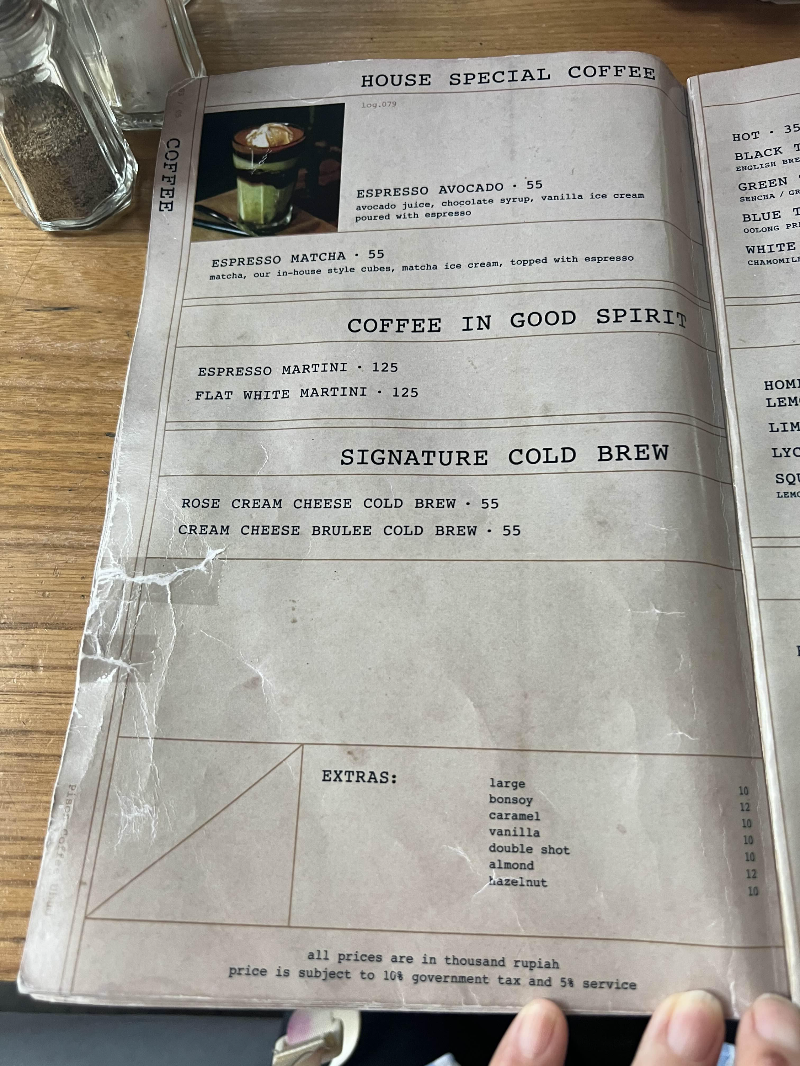 COFFEE
HOUSE SPECIAL COFFEE
log.079
ESPRESSO AVOCADO · 55
avocado juice, chocolate syrup, vanilla ice cream
poured with espresso
ESPRESSO MATCHA · 55
matcha, our in-house style cubes, matcha ice cream, topped with espresso
COFFEE IN GOOD SPIRIT
ESPRESSO MARTINI · 125
FLAT WHITE MARTINI · 125
SIGNATURE COLD BREW
ROSE CREAM CHEESE COLD BREW · 55
CREAM CHEESE BRULEE COLD BREW · 55
EXTRAS:
large 10
bonsoy 12
caramel 10
vanilla 10
double shot 10
almond 12
hazelnut 10
all prices are in thousand rupiah
price is subject to 10% government tax and 5% service
HOT · 35
BLACK
GREEN
SENCHA /
BLUE
OOLONG
WHITE